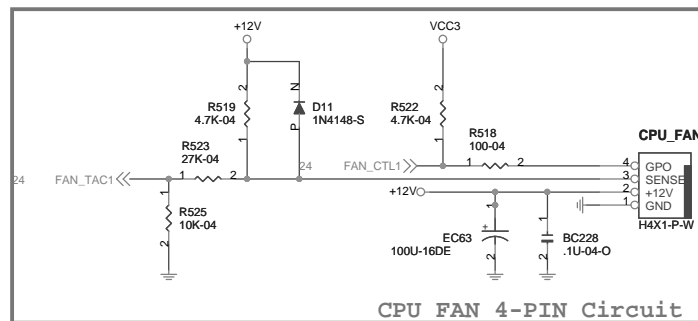 +12V
VCC3
2
N
2
R519
4.7K-04
D11
1N4148-S
R522
4.7K-04
1
P
1
R518
100-04
CPU_FAN
R523
27K-04
24
FAN_CTL1
1
2
4
GPO
24
FAN_TAC1
1
2
3
SENSE
+12V
2
+12V
1
GND
1
R525
10K-04
2
1
+
EC63
100U-16DE
2
1
BC228
.1U-04-O
2
H4X1-P-W
CPU FAN 4-PIN Circuit